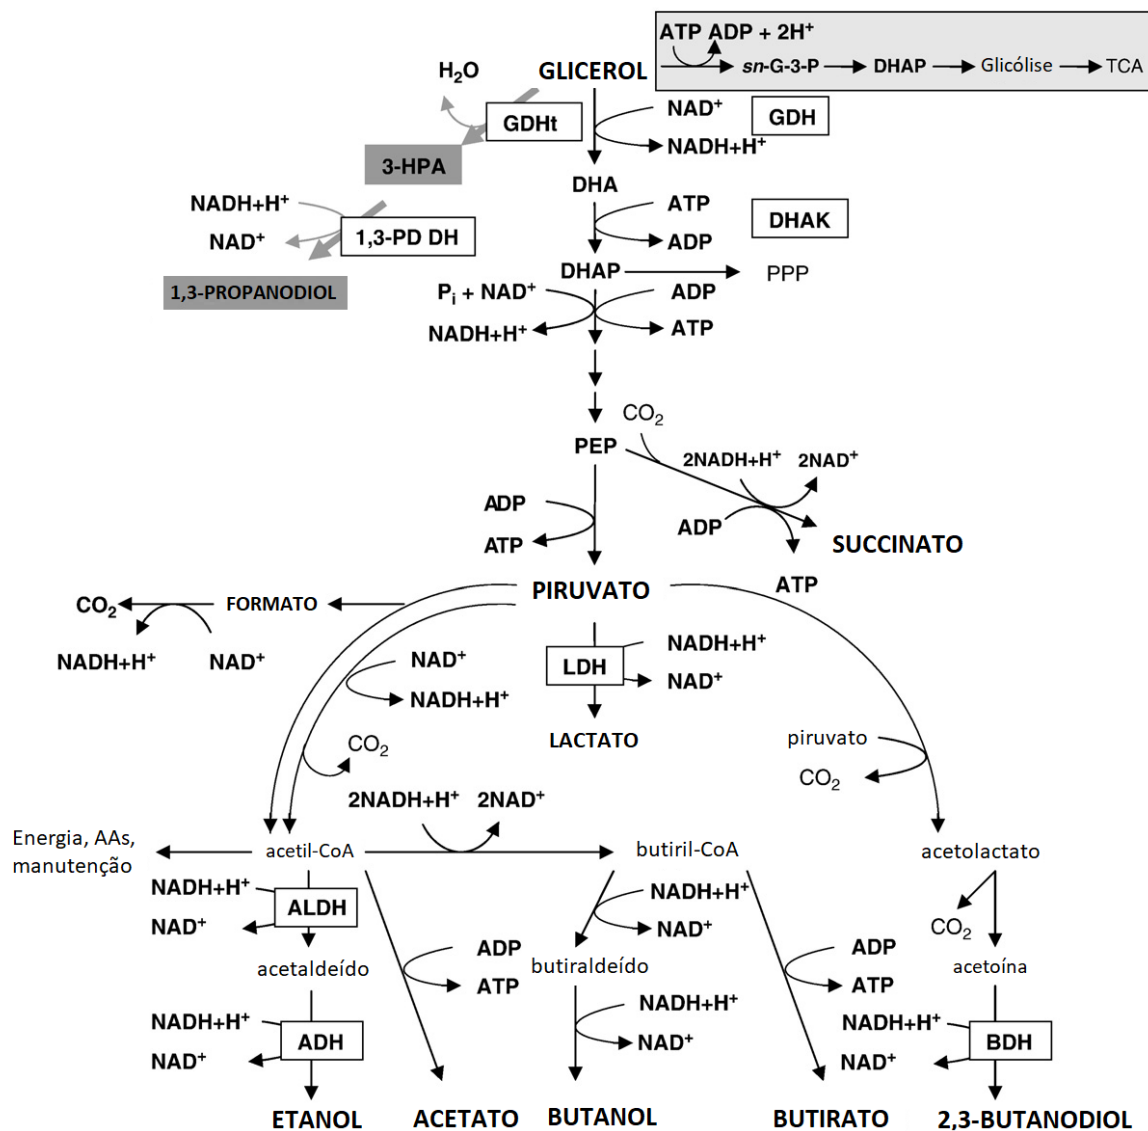 ATP ADP + 2H⁺
sn-G-3-P DHAP Glicólise TCA
H₂O GLICEROL
NAD⁺ GDH
GDHt
NADH+H⁺
3-HPA
DHA
NADH+H⁺
ATP DHAK
1,3-PD DH
NAD⁺
ADP
DHAP PPP
1,3-PROPANODIOL
Pᵢ + NAD⁺ ADP
NADH+H⁺ ATP
CO₂
PEP
2NADH+H⁺ 2NAD⁺
ADP
ADP
ATP
SUCCINATO
ATP
PIRUVATO
CO₂ FORMATO
NADH+H⁺ NAD⁺
NAD⁺
NADH+H⁺
LDH
NADH+H⁺
NAD⁺
LACTATO
CO₂
piruvato
CO₂
2NADH+H⁺ 2NAD⁺
Energia, AAs,
manutenção
acetil-CoA butiril-CoA acetolactato
NADH+H⁺
ALDH
NAD⁺
NADH+H⁺
NAD⁺
CO₂
acetaldeído
ADP
ATP
butiraldeído
ADP
ATP
acetoína
NADH+H⁺
ADH
NAD⁺
NADH+H⁺
NAD⁺
NADH+H⁺
BDH
NAD⁺
ETANOL ACETATO BUTANOL BUTIRATO 2,3-BUTANODIOL